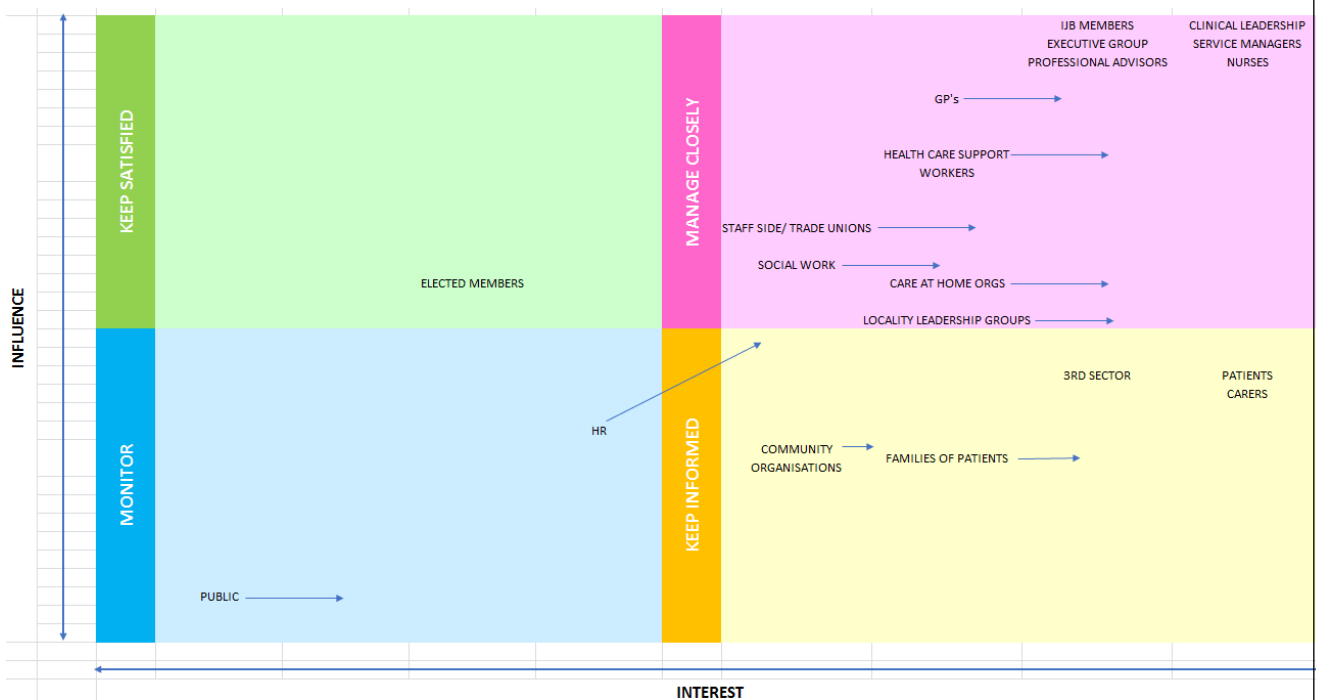 IJB MEMBERS
EXECUTIVE GROUP
PROFESSIONAL ADVISORS
CLINICAL LEADERSHIP
SERVICE MANAGERS
NURSES
KEEP SATISFIED
MANAGE CLOSELY
GP's
HEALTH CARE SUPPORT
WORKERS
STAFF SIDE/ TRADE UNIONS
SOCIAL WORK
ELECTED MEMBERS
CARE AT HOME ORGS
LOCALITY LEADERSHIP GROUPS
INFLUENCE
MONITOR
KEEP INFORMED
3RD SECTOR
PATIENTS
CARERS
HR
COMMUNITY
ORGANISATIONS
FAMILIES OF PATIENTS
PUBLIC
INTEREST